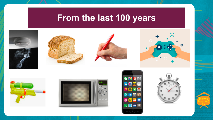 From the last 100 years